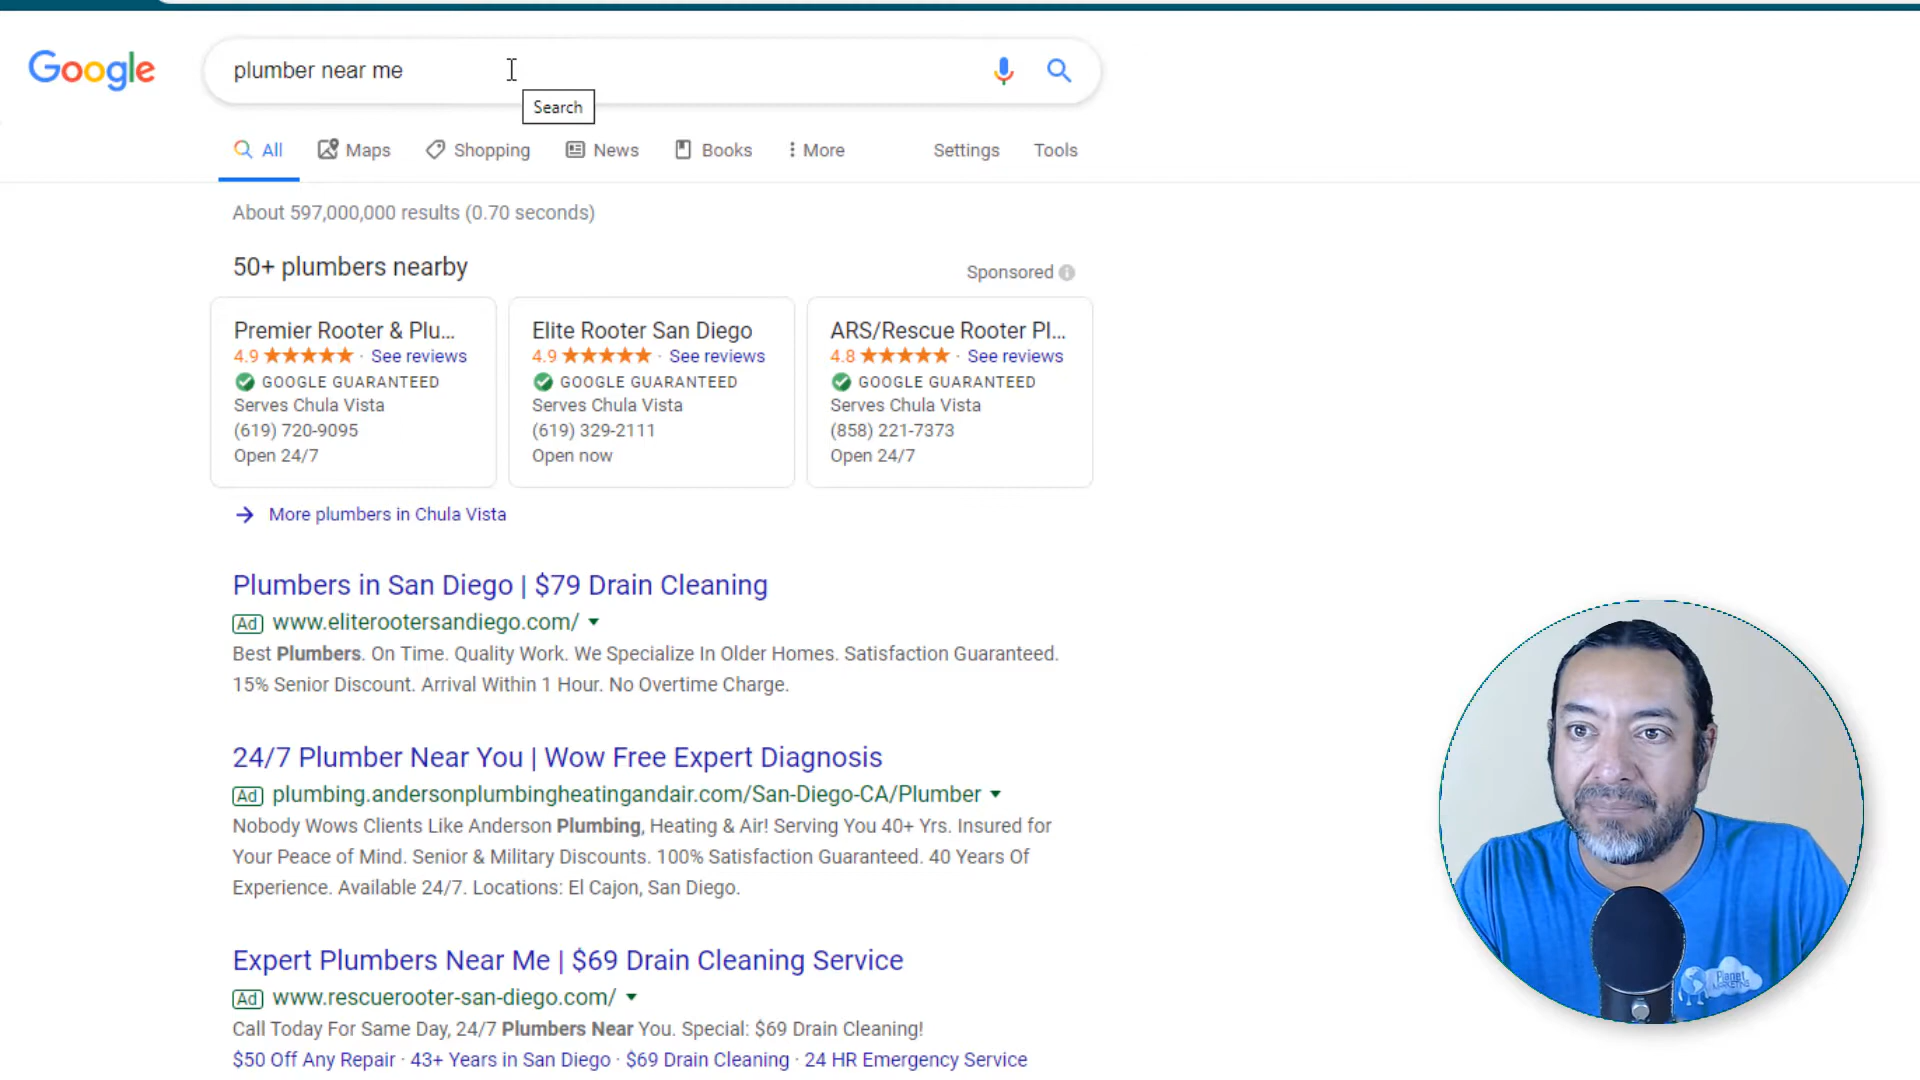 Google
plumber near me
Search
All Maps Shopping News Books More Settings Tools
About 597,000,000 results (0.70 seconds)
50+ plumbers nearby
Sponsored
Premier Rooter & Plu...
4.9 · See reviews
GOOGLE GUARANTEED
Serves Chula Vista
(619) 720-9095
Open 24/7
Elite Rooter San Diego
4.9 · See reviews
GOOGLE GUARANTEED
Serves Chula Vista
(619) 329-2111
Open now
ARS/Rescue Rooter Pl...
4.8 · See reviews
GOOGLE GUARANTEED
Serves Chula Vista
(858) 221-7373
Open 24/7
More plumbers in Chula Vista
Plumbers in San Diego | $79 Drain Cleaning
Ad www.eliterootersandiego.com/
Best Plumbers. On Time. Quality Work. We Specialize In Older Homes. Satisfaction Guaranteed.
15% Senior Discount. Arrival Within 1 Hour. No Overtime Charge.
24/7 Plumber Near You | Wow Free Expert Diagnosis
Ad plumbing.andersonplumbingheatingandair.com/San-Diego-CA/Plumber
Nobody Wows Clients Like Anderson Plumbing, Heating & Air! Serving You 40+ Yrs. Insured for
Your Peace of Mind. Senior & Military Discounts. 100% Satisfaction Guaranteed. 40 Years Of
Experience. Available 24/7. Locations: El Cajon, San Diego.
Expert Plumbers Near Me | $69 Drain Cleaning Service
Ad www.rescuerooter-san-diego.com/
Call Today For Same Day, 24/7 Plumbers Near You. Special: $69 Drain Cleaning!
$50 Off Any Repair · 43+ Years in San Diego · $69 Drain Cleaning · 24 HR Emergency Service
Planet
MARKETING